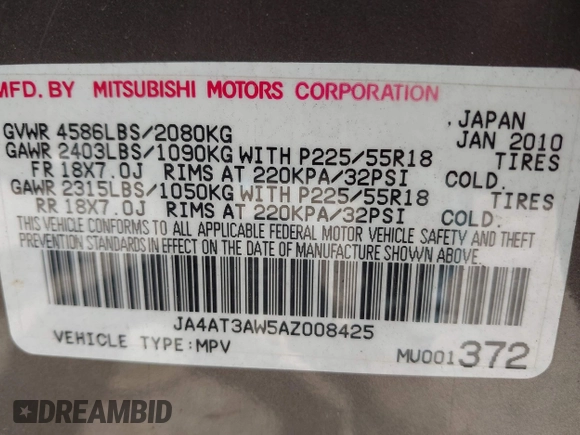 MFD. BY MITSUBISHI MOTORS CORPORATION
, JAPAN
GVWR 4586LBS/2080KG JAN 2010
GAWR 2403LBS/1090KG WITH P225/55R18 TIRES
FR 18X7.0J RIMS AT 220KPA/32PSI COLD.
GAWR 2315LBS/1050KG WITH P225/55R18 TIRES
RR 18X7.0J RIMS AT 220KPA/32PSI COLD.
THIS VEHICLE CONFORMS TO ALL APPLICABLE FEDERAL MOTOR VEHICLE SAFETY AND THEFT
PREVENTION STANDARDS IN EFFECT ON THE DATE OF MANUFACTURE SHOWN ABOVE.
JA4AT3AW5AZ008425
VEHICLE TYPE:MPV
MU001372
DREAMBID